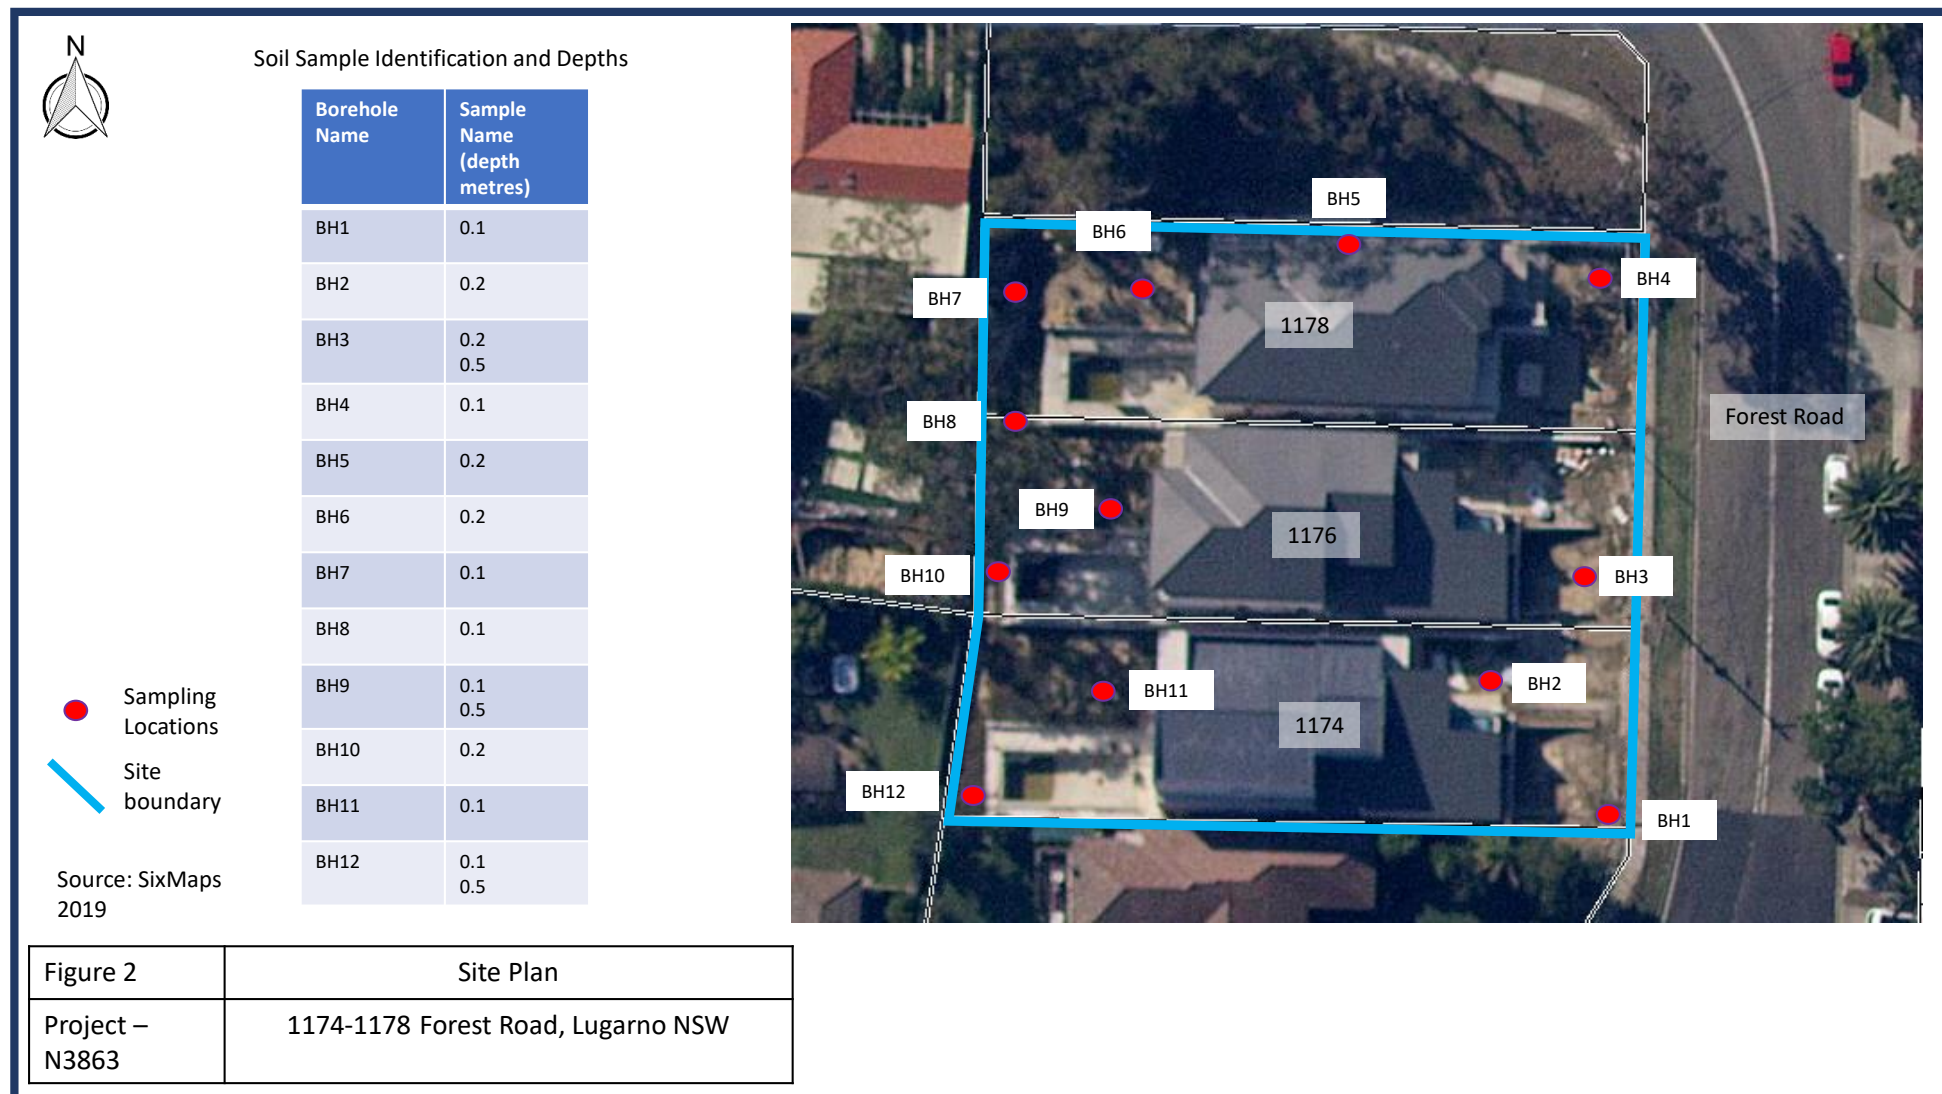 N
Soil Sample Identification and Depths
Borehole
Name
Sample
Name
(depth
metres)
BH1
0.1
BH2
0.2
BH3
0.2
0.5
BH4
0.1
BH5
0.2
BH6
0.2
BH7
0.1
BH8
0.1
BH9
0.1
0.5
BH10
0.2
BH11
0.1
BH12
0.1
0.5
Sampling
Locations
Site
boundary
Source: SixMaps
2019
BH5
BH6
BH4
BH7
1178
BH8
Forest Road
BH9
1176
BH10
BH3
BH11
BH2
1174
BH12
BH1
Figure 2
Site Plan
Project –
N3863
1174-1178 Forest Road, Lugarno NSW